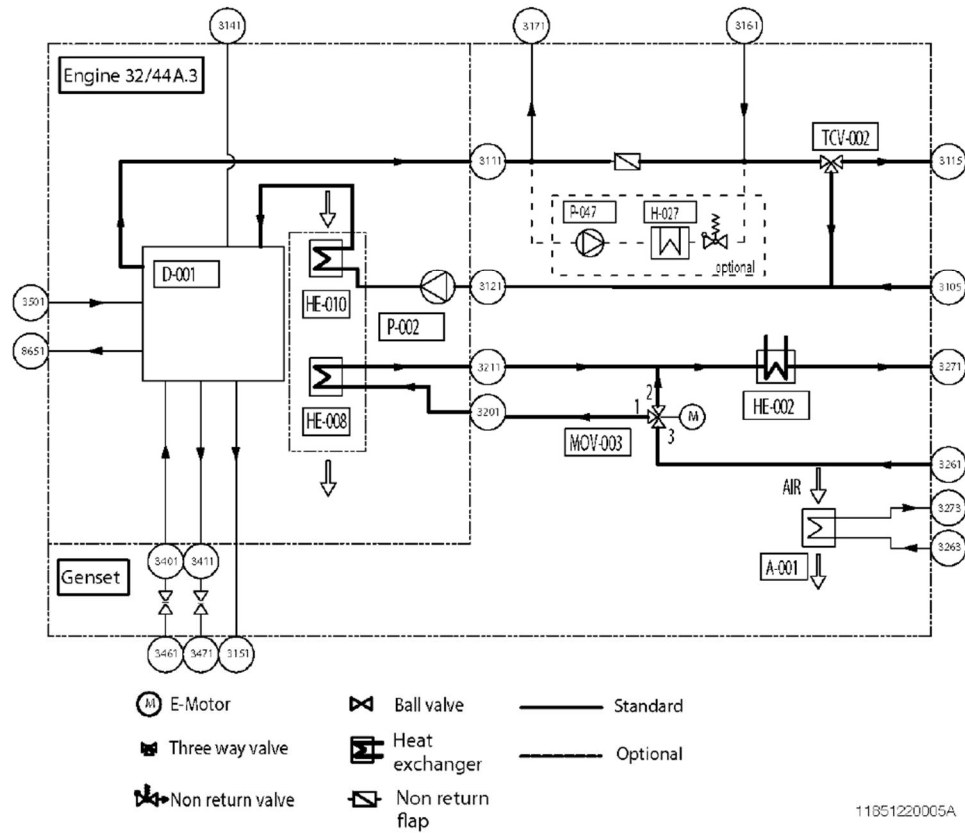 3141
3171
3161
Engine 32/44A.3
TCV-002
3111
3115
P-047
H-027
optional
D-001
3501
HE-010
3121
3105
P-002
8651
3211
3271
HE-002
2
1
M
HE-008
3201
3
MOV-003
3261
AIR
3273
3401
3411
3263
Genset
A-001
3461
3471
3151
M E-Motor
Ball valve
Standard
Three way valve
Heat
exchanger
Optional
Non return valve
Non return
flap
11851220005A